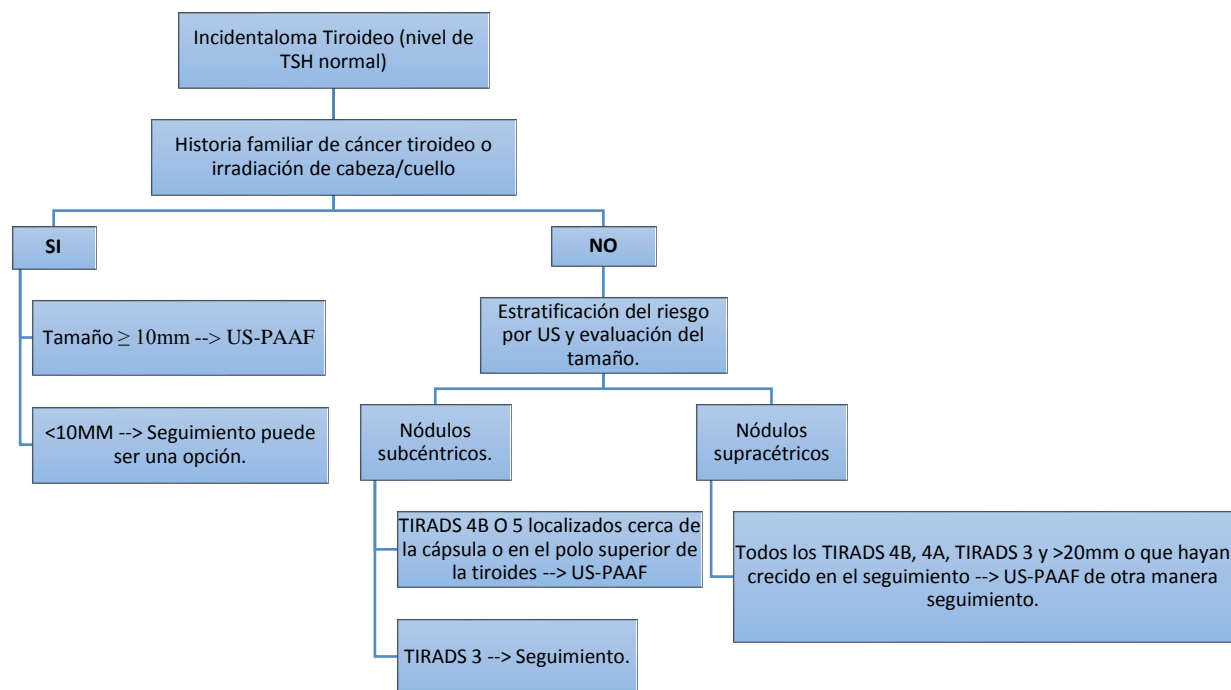 Incidentaloma Tiroideo (nivel de
TSH normal)
Historia familiar de cáncer tiroideo o
irradiación de cabeza/cuello
SI
Tamaño ≥ 10mm --> US-PAAF
<10MM --> Seguimiento puede
ser una opción.
NO
Estratificación del riesgo
por US y evaluación del
tamaño.
Nódulos
subcéntricos.
TIRADS 4B O 5 localizados cerca de
la cápsula o en el polo superior de
la tiroides --> US-PAAF
TIRADS 3 --> Seguimiento.
Nódulos
supracétricos
Todos los TIRADS 4B, 4A, TIRADS 3 y >20mm o que hayan
crecido en el seguimiento --> US-PAAF de otra manera
seguimiento.